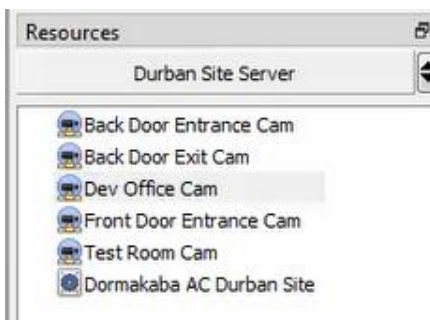 Resources
Durban Site Server
Back Door Entrance Cam
Back Door Exit Cam
Dev Office Cam
Front Door Entrance Cam
Test Room Cam
Dormakaba AC Durban Site